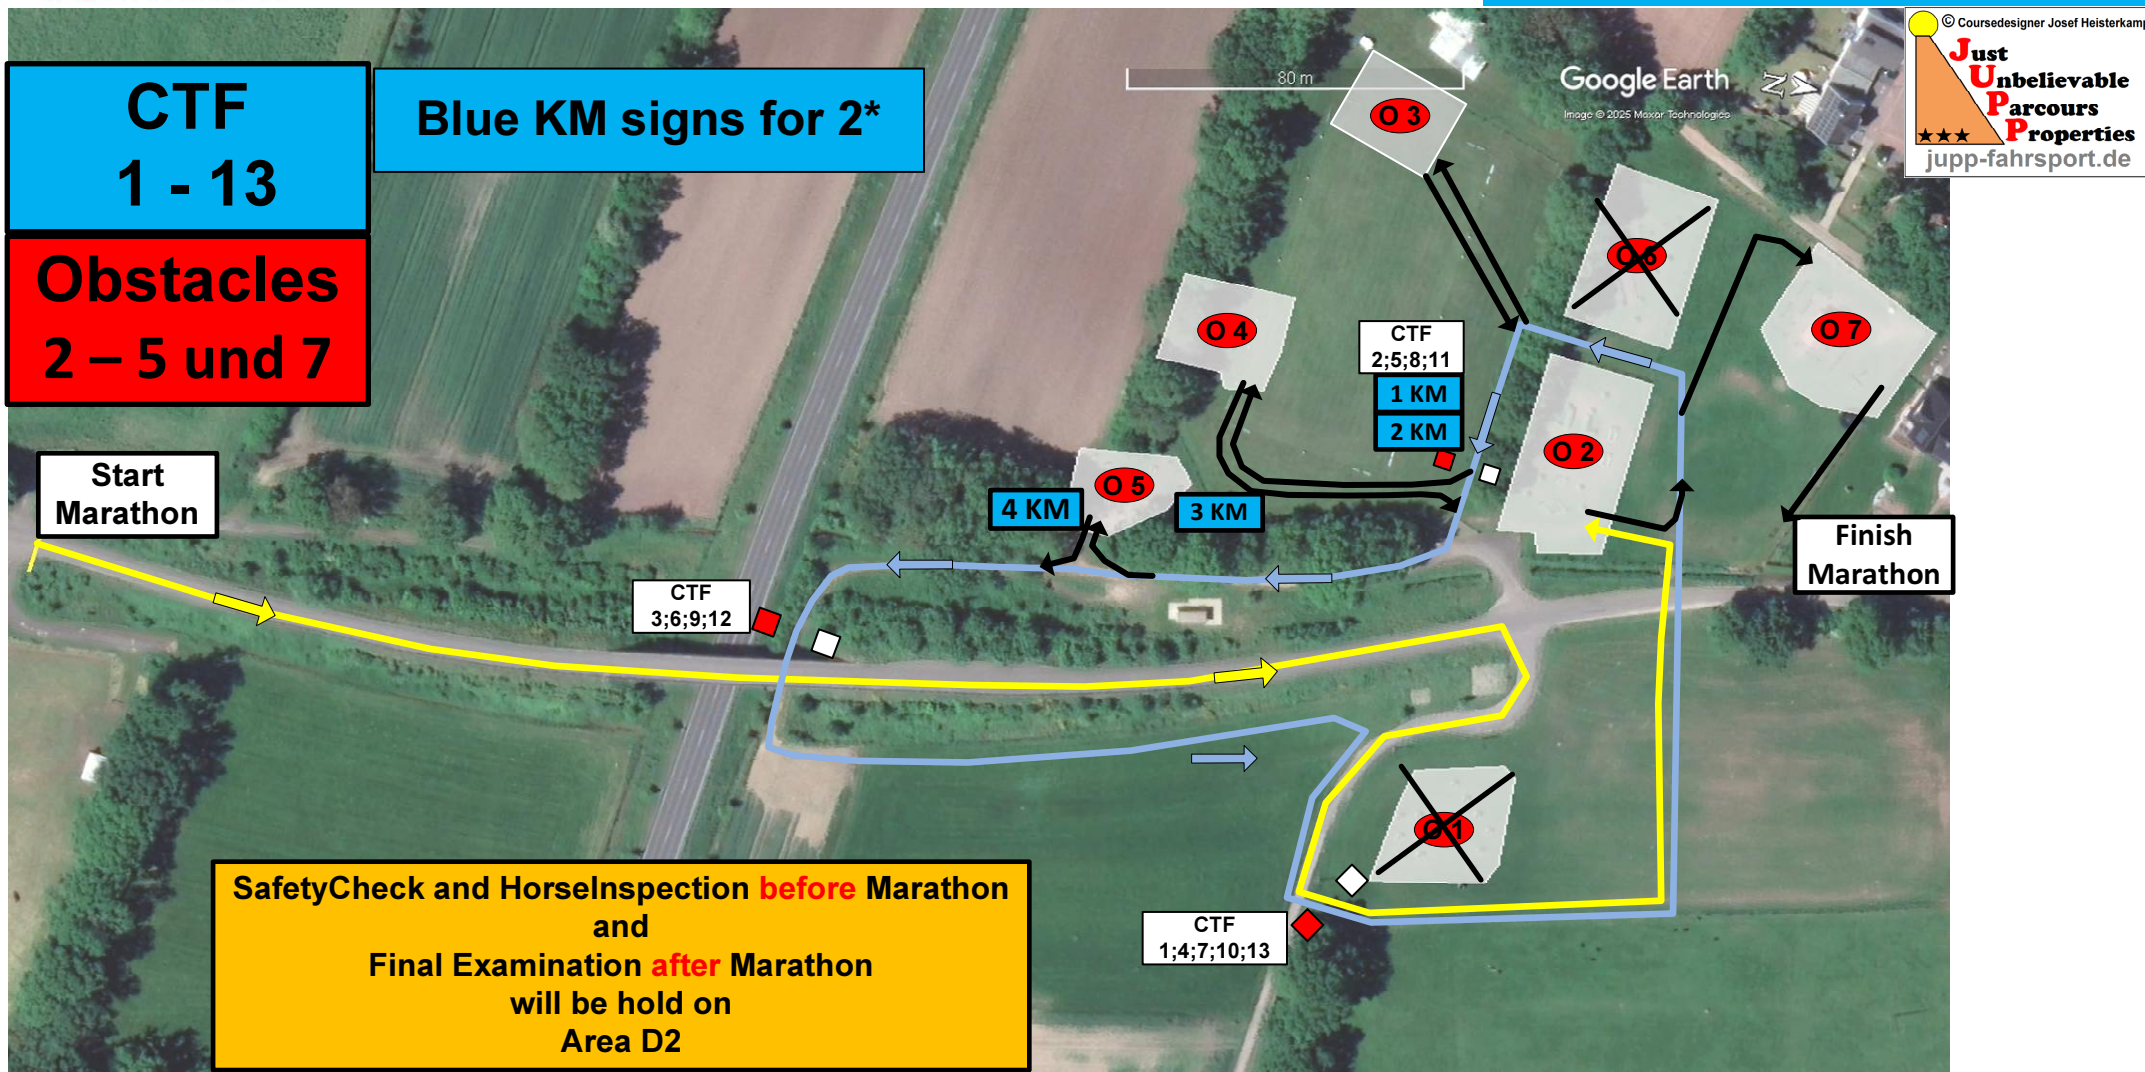 © Coursedesigner Josef Heisterkamp
Just
Unbelievable
Parcours
Properties
★★★
jupp-fahrsport.de
CTF
1 - 13
Blue KM signs for 2*
Obstacles
2 – 5 und 7
80 m
Google Earth
Image © 2025 Maxar Technologies
N
O 3
O 6
O 4
O 7
CTF
2;5;8;11
1 KM
2 KM
O 2
O 5
4 KM
3 KM
Start
Marathon
Finish
Marathon
CTF
3;6;9;12
O 1
SafetyCheck and HorseInspection before Marathon
and
Final Examination after Marathon
will be hold on
Area D2
CTF
1;4;7;10;13